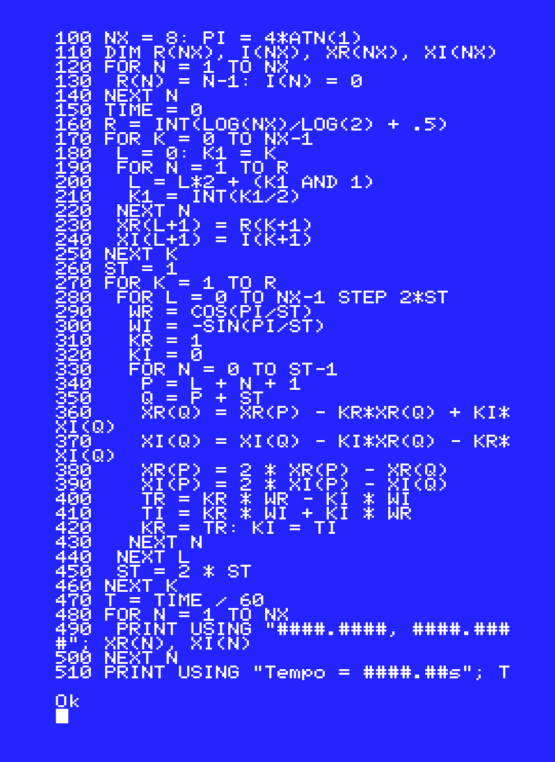 100 NX = 8: PI = 4*ATN(1)
110 DIM R(NX), I(NX), XR(NX), XI(NX)
120 FOR N = 1 TO NX
130  R(N) = N-1: I(N) = 0
140 NEXT N
150 TIME = 0
160 R = INT(LOG(NX)/LOG(2) + .5)
170 FOR K = 0 TO NX-1
180  L = 0: K1 = K
190  FOR N = 1 TO R
200   L = L*2 + (K1 AND 1)
210   K1 = INT(K1/2)
220  NEXT N
230  XR(L+1) = R(K+1)
240  XI(L+1) = I(K+1)
250 NEXT K
260 ST = 1
270 FOR K = 1 TO R
280  FOR L = 0 TO NX-1 STEP 2*ST
290   WR = COS(PI/ST)
300   WI = -SIN(PI/ST)
310   KR = 1
320   KI = 0
330   FOR N = 0 TO ST-1
340    P = L + N + 1
350    Q = P + ST
360    XR(Q) = XR(P) - KR*XR(Q) + KI*
XI(Q)
370    XI(Q) = XI(Q) - KI*XR(Q) - KR*
XI(Q)
380    XR(P) = 2 * XR(P) - XR(Q)
390    XI(P) = 2 * XI(P) - XI(Q)
400    TR = KR * WR - KI * WI
410    TI = KR * WI + KI * WR
420    KR = TR: KI = TI
430   NEXT N
440  NEXT L
450  ST = 2 * ST
460 NEXT K
470 T = TIME / 60
480 FOR N = 1 TO NX
490  PRINT USING "####.####, ####.###
#"; XR(N), XI(N)
500 NEXT N
510 PRINT USING "Tempo = ####.##s"; T
Ok